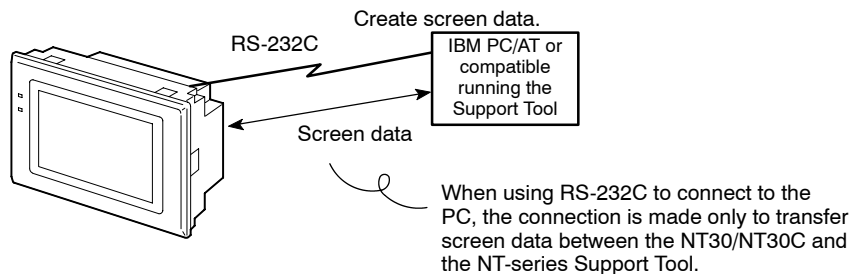 Create screen data.
RS-232C
IBM PC/AT or
compatible
running the
Support Tool
Screen data
When using RS-232C to connect to the
PC, the connection is made only to transfer
screen data between the NT30/NT30C and
the NT-series Support Tool.